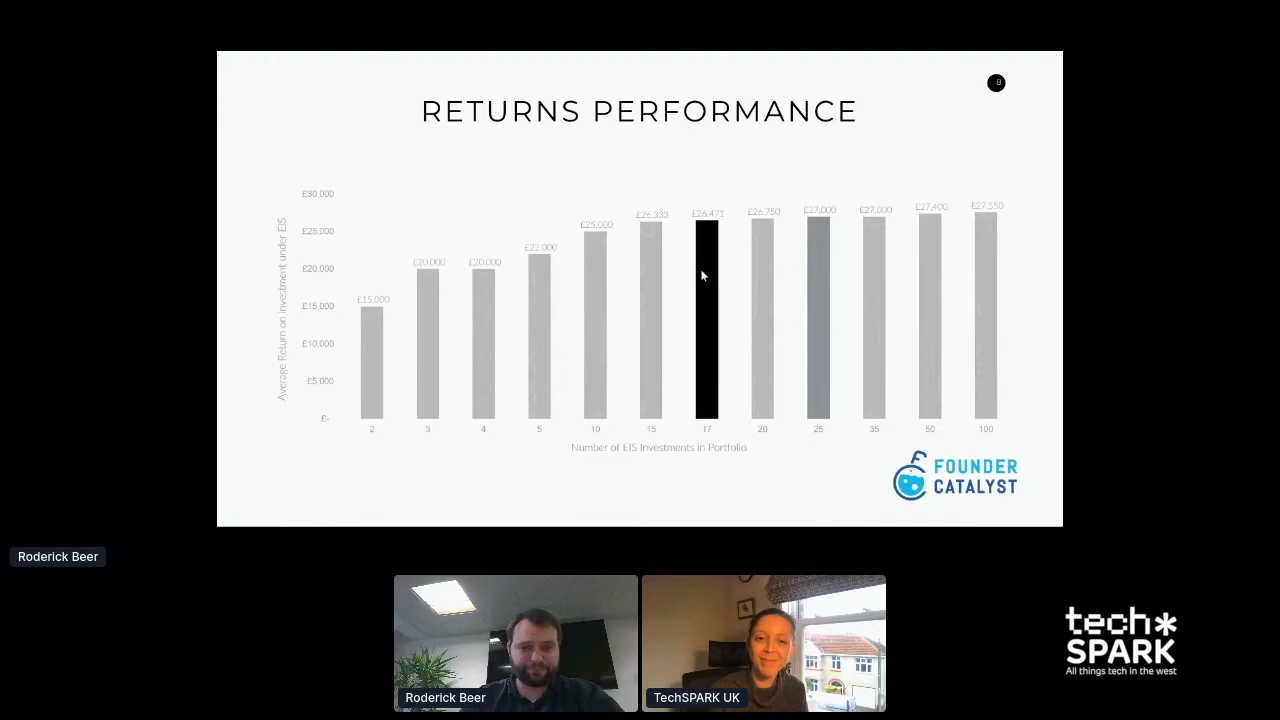 8
RETURNS PERFORMANCE
Average Return on investment under EIS
£30,000
£25,000
£20,000
£15,000
£10,000
£5,000
£-
£15,000
£20,000
£20,000
£22,000
£25,000
£26,333
£26,471
£26,750
£27,000
£27,000
£27,400
£27,550
2 3 4 5 10 15 17 20 25 35 50 100
Number of EIS Investments in Portfolio
FOUNDER
CATALYST
Roderick Beer
Roderick Beer
TechSPARK UK
tech*
SPARK
All things tech in the west